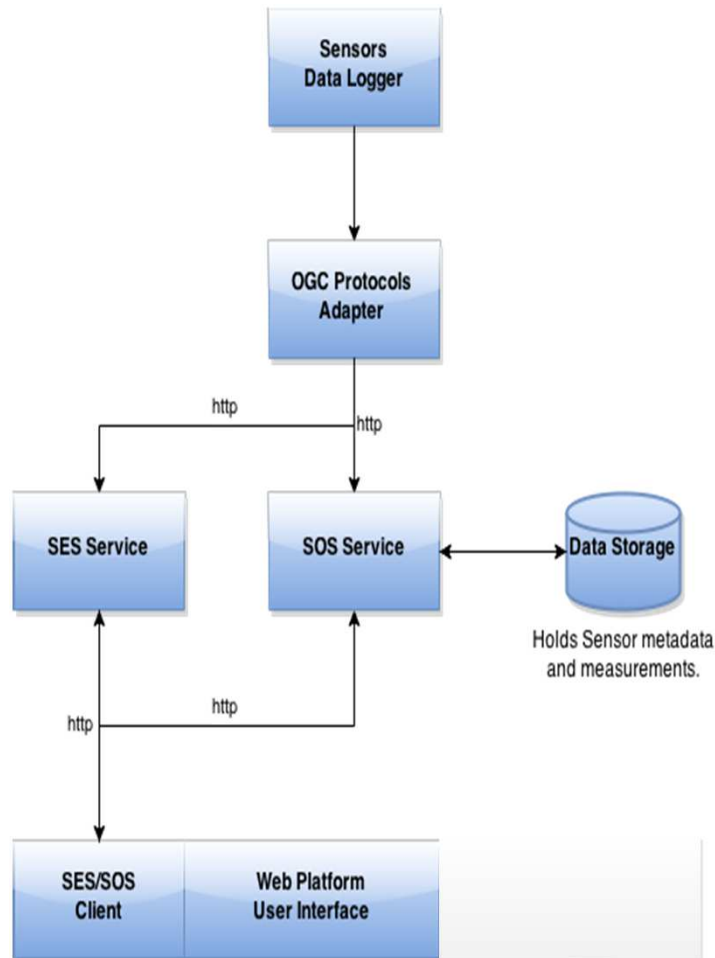 Sensors
Data Logger
OGC Protocols
Adapter
http
http
SES Service
SOS Service
Data Storage
Holds Sensor metadada
and measurements.
http
http
SES/SOS
Client
Web Platform
User Interface